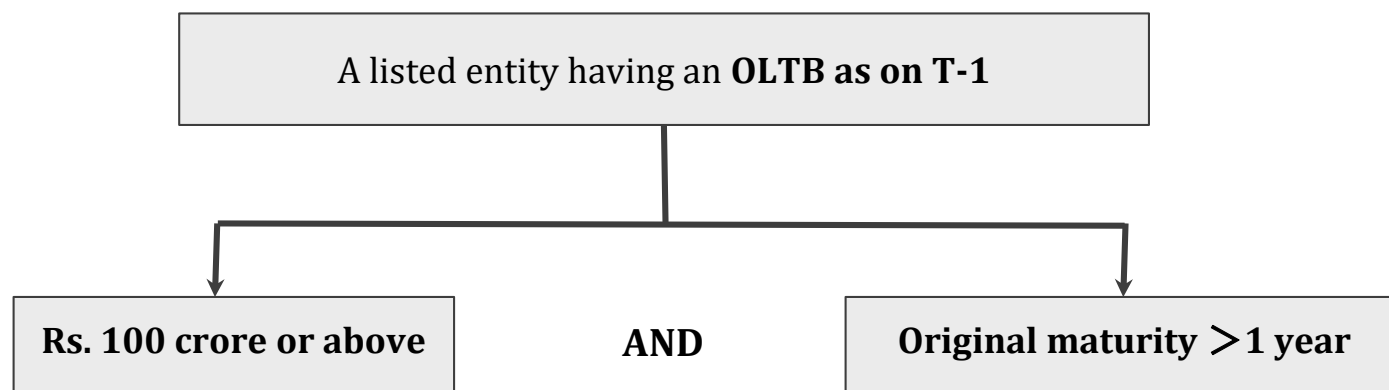 A listed entity having an OLTB as on T-1
Rs. 100 crore or above
AND
Original maturity >1 year